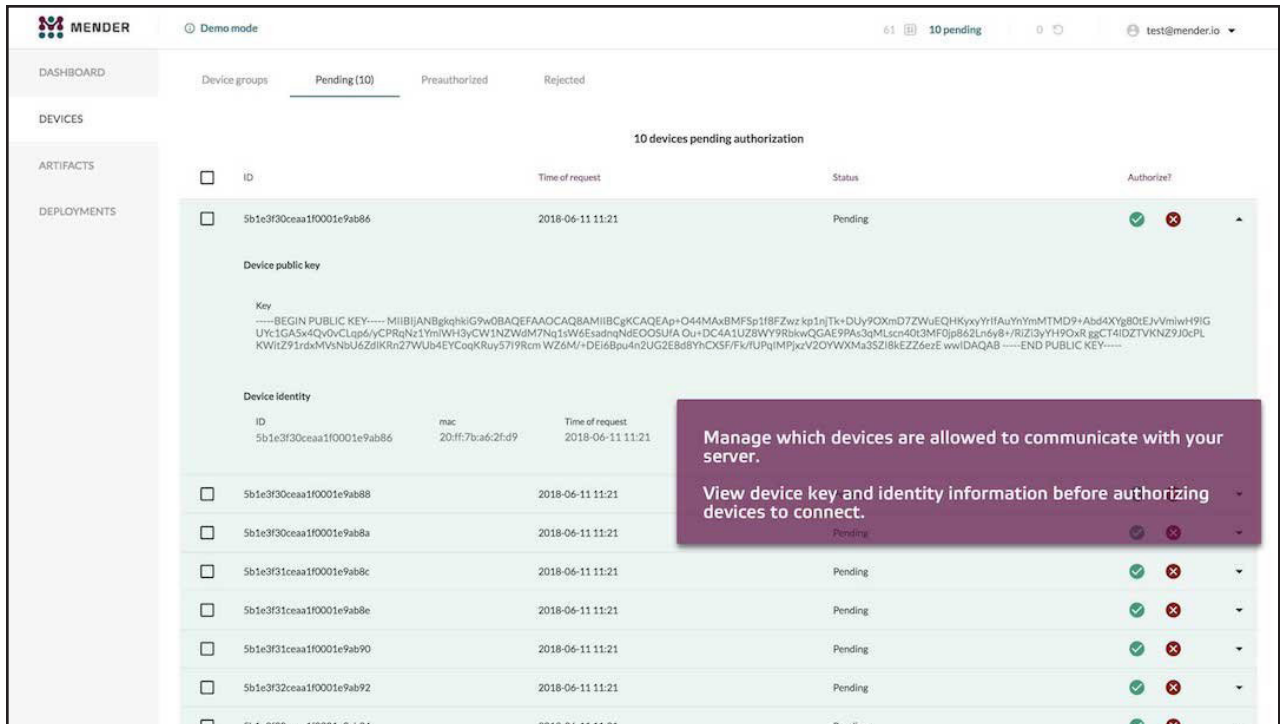 MENDER
Demo mode
61 10 pending 0 test@mender.io
DASHBOARD
DEVICES
ARTIFACTS
DEPLOYMENTS
Device groups Pending (10) Preauthorized Rejected
10 devices pending authorization
ID Time of request Status Authorize?
5b1e3f30ceaa1f0001e9ab86 2018-06-11 11:21 Pending
Device public key
Key
-----BEGIN PUBLIC KEY-----
-----END PUBLIC KEY-----
Device identity
ID mac Time of request
5b1e3f30ceaa1f0001e9ab86 20:ff:7b:a6:2f:d9 2018-06-11 11:21
Manage which devices are allowed to communicate with your
server.
View device key and identity information before authorizing
devices to connect.
5b1e3f30ceaa1f0001e9ab88 2018-06-11 11:21
5b1e3f30ceaa1f0001e9ab8a 2018-06-11 11:21 Pending
5b1e3f31ceaa1f0001e9ab8c 2018-06-11 11:21 Pending
5b1e3f31ceaa1f0001e9ab8e 2018-06-11 11:21 Pending
5b1e3f31ceaa1f0001e9ab90 2018-06-11 11:21 Pending
5b1e3f32ceaa1f0001e9ab92 2018-06-11 11:21 Pending